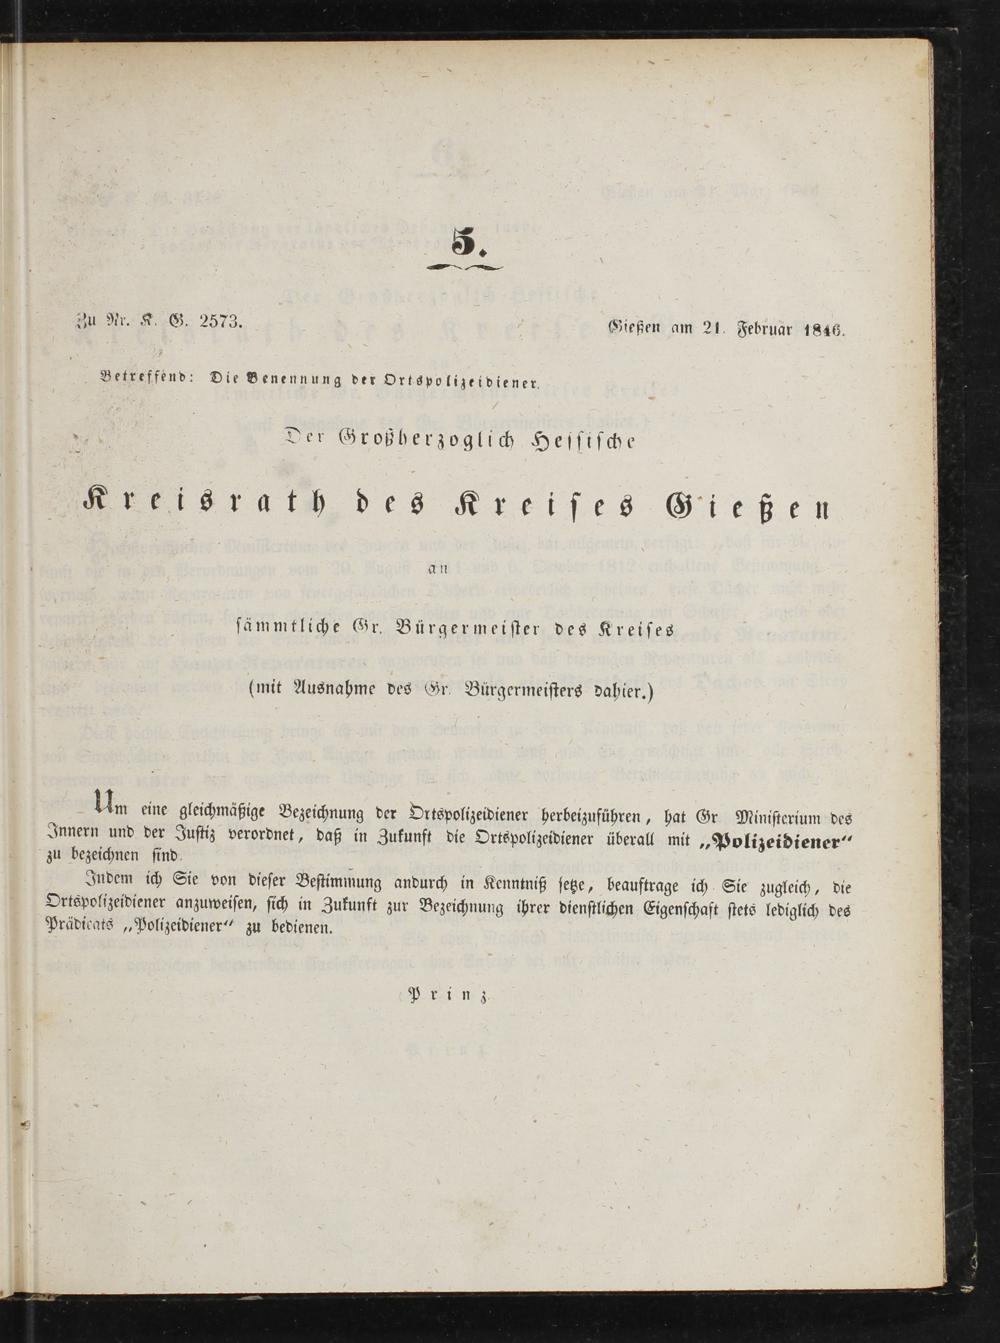 5.
Zu Nr. K. G. 2573.
Gießen am 21. Februar 1846.
Betreffend: Die Benennung der Ortspolizeidiener.
Der Großherzoglich Hessische
Kreisrath des Kreises Gießen
an
sämmtliche Gr. Bürgermeister des Kreises
(mit Ausnahme des Gr. Bürgermeisters dahier.)
Um eine gleichmäßige Bezeichnung der Ortspolizeidiener herbeizuführen, hat Gr Ministerium des
Innern und der Justiz verordnet, daß in Zukunft die Ortspolizeidiener überall mit „Polizeidiener“
zu bezeichnen sind.
Indem ich Sie von dieser Bestimmung andurch in Kenntniß setze, beauftrage ich Sie zugleich, die
Ortspolizeidiener anzuweisen, sich in Zukunft zur Bezeichnung ihrer dienstlichen Eigenschaft stets lediglich des
Prädicats „Polizeidiener“ zu bedienen.
Prinz